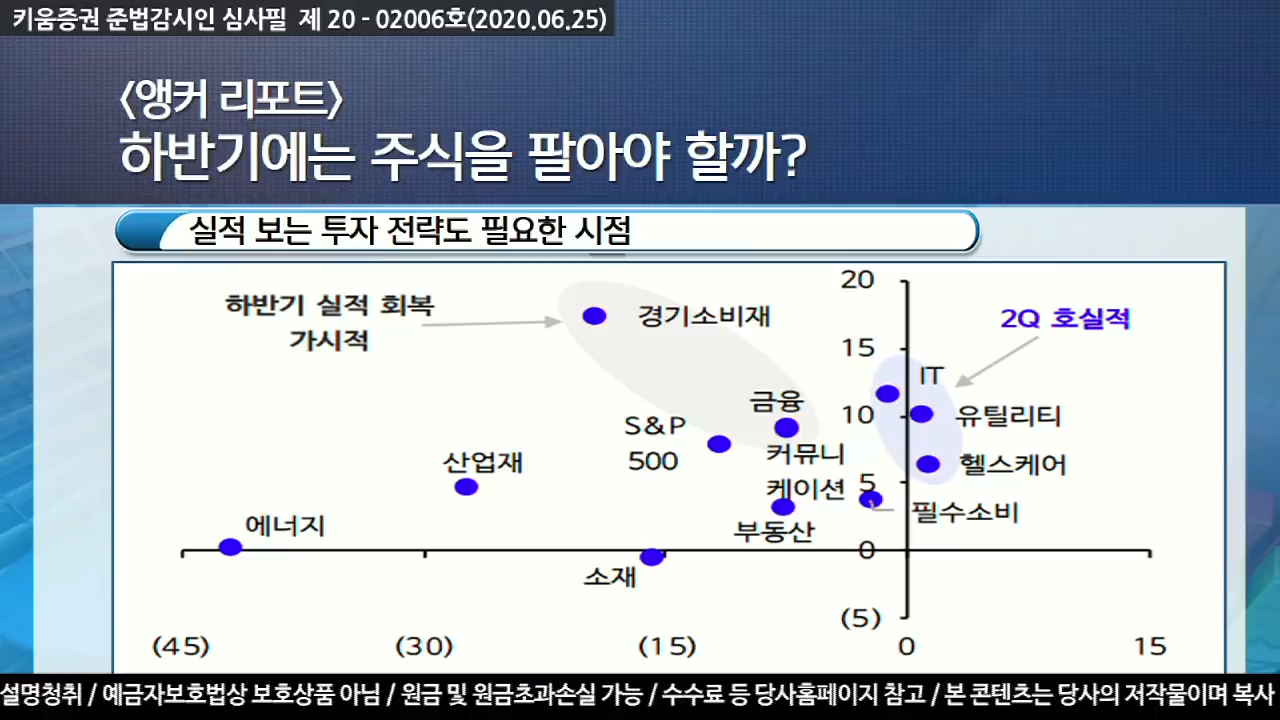 키움증권 준법감시인 심사필 제 20 - 02006호(2020.06.25)
<앵커 리포트>
하반기에는 주식을 팔아야 할까?
실적 보는 투자 전략도 필요한 시점
하반기 실적 회복
가시적
경기소비재
20
2Q 호실적
15
IT
금융
10
유틸리티
S&P
500
커뮤니
케이션
산업재
헬스케어
5
필수소비
에너지
부동산
0
소재
(5)
(45)
(30)
(15)
0
15
설명청취 / 예금자보호법상 보호상품 아님 / 원금 및 원금초과손실 가능 / 수수료 등 당사홈페이지 참고 / 본 콘텐츠는 당사의 저작물이며 복사